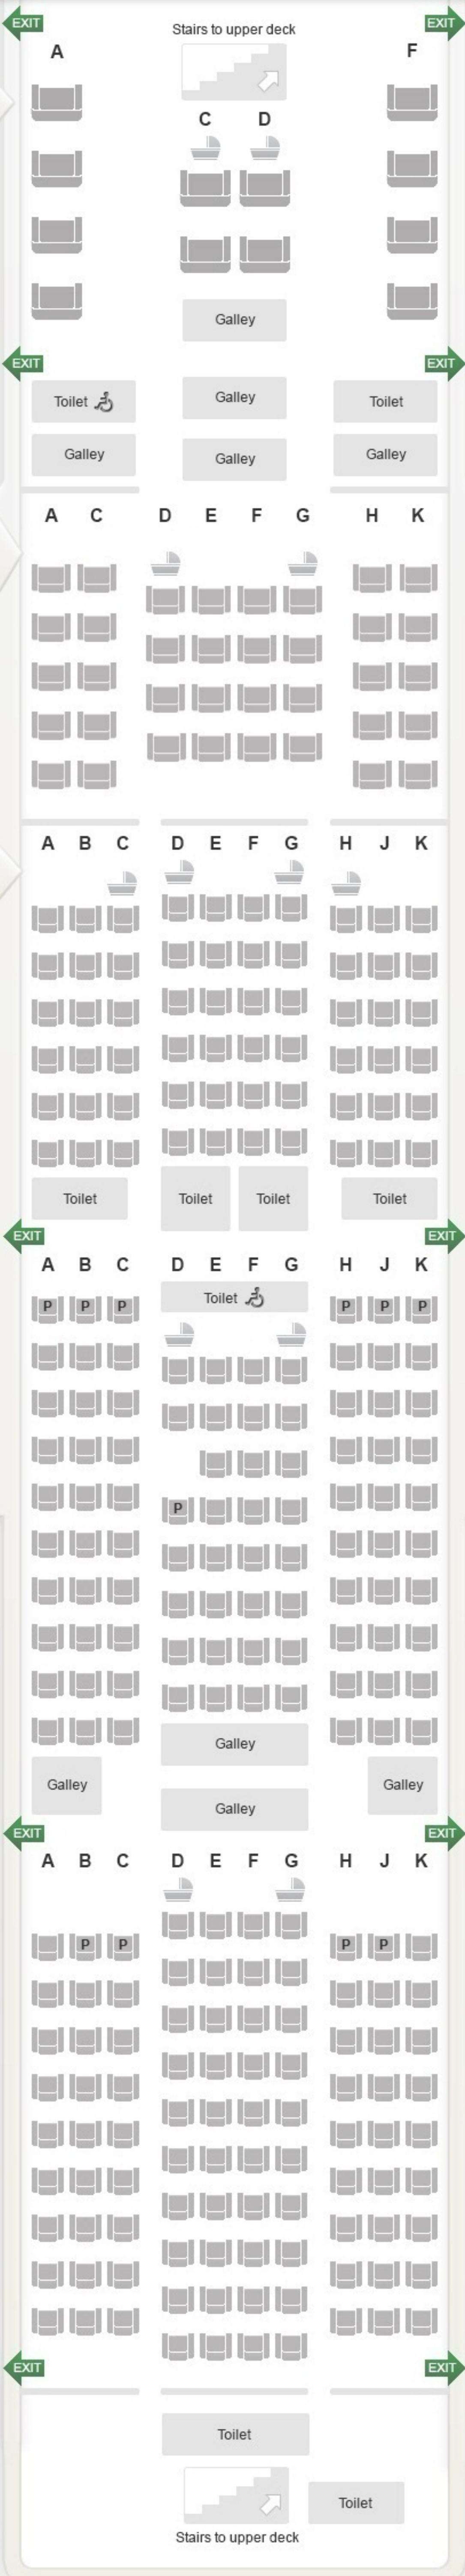 EXIT Stairs to upper deck EXIT
A F
C D
Galley
EXIT EXIT
Toilet Galley Toilet
Galley Galley Galley
A C D E F G H K
A B C D E F G H J K
Toilet Toilet Toilet Toilet
EXIT EXIT
A B C D E F G H J K
Toilet
P P P P P P
P
Galley
Galley Galley
Galley
EXIT EXIT
A B C D E F G H J K
P P P P
EXIT EXIT
Toilet
Toilet
Stairs to upper deck